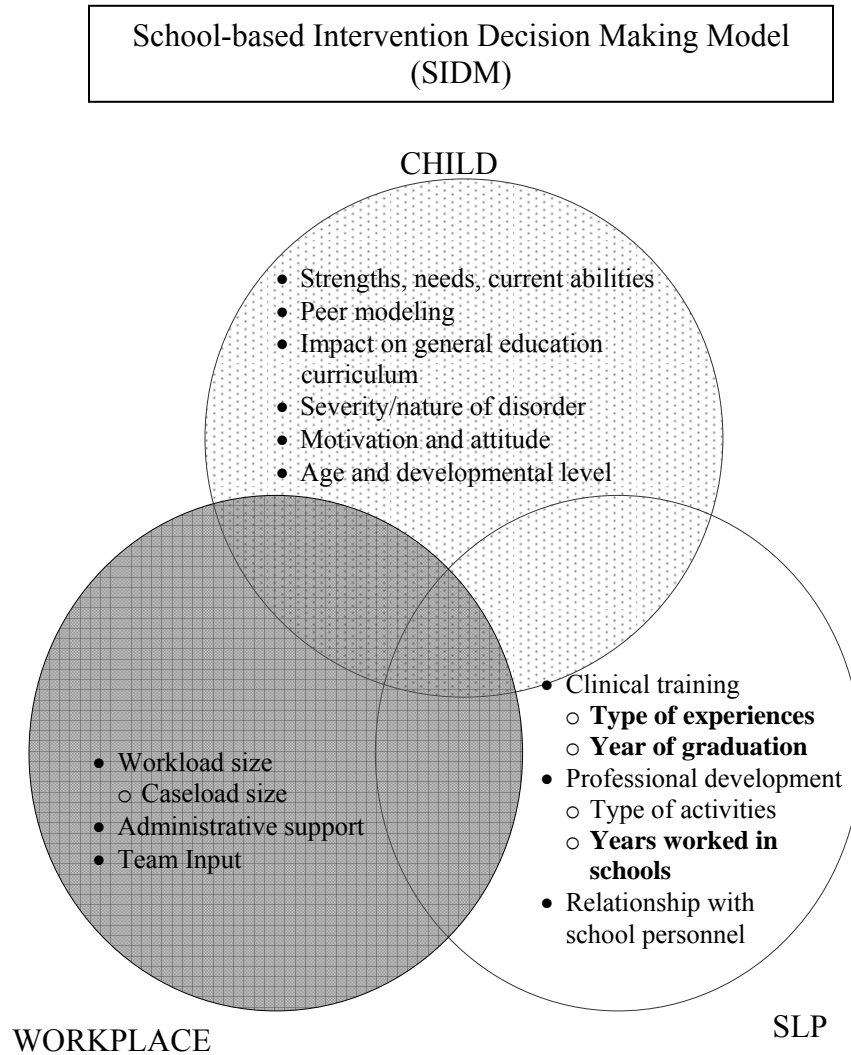 School-based Intervention Decision Making Model
(SIDM)
CHILD
• Strengths, needs, current abilities
• Peer modeling
• Impact on general education
curriculum
• Severity/nature of disorder
• Motivation and attitude
• Age and developmental level
• Workload size
o Caseload size
• Administrative support
• Team Input
• Clinical training
o Type of experiences
o Year of graduation
• Professional development
o Type of activities
o Years worked in
schools
• Relationship with
school personnel
WORKPLACE
SLP